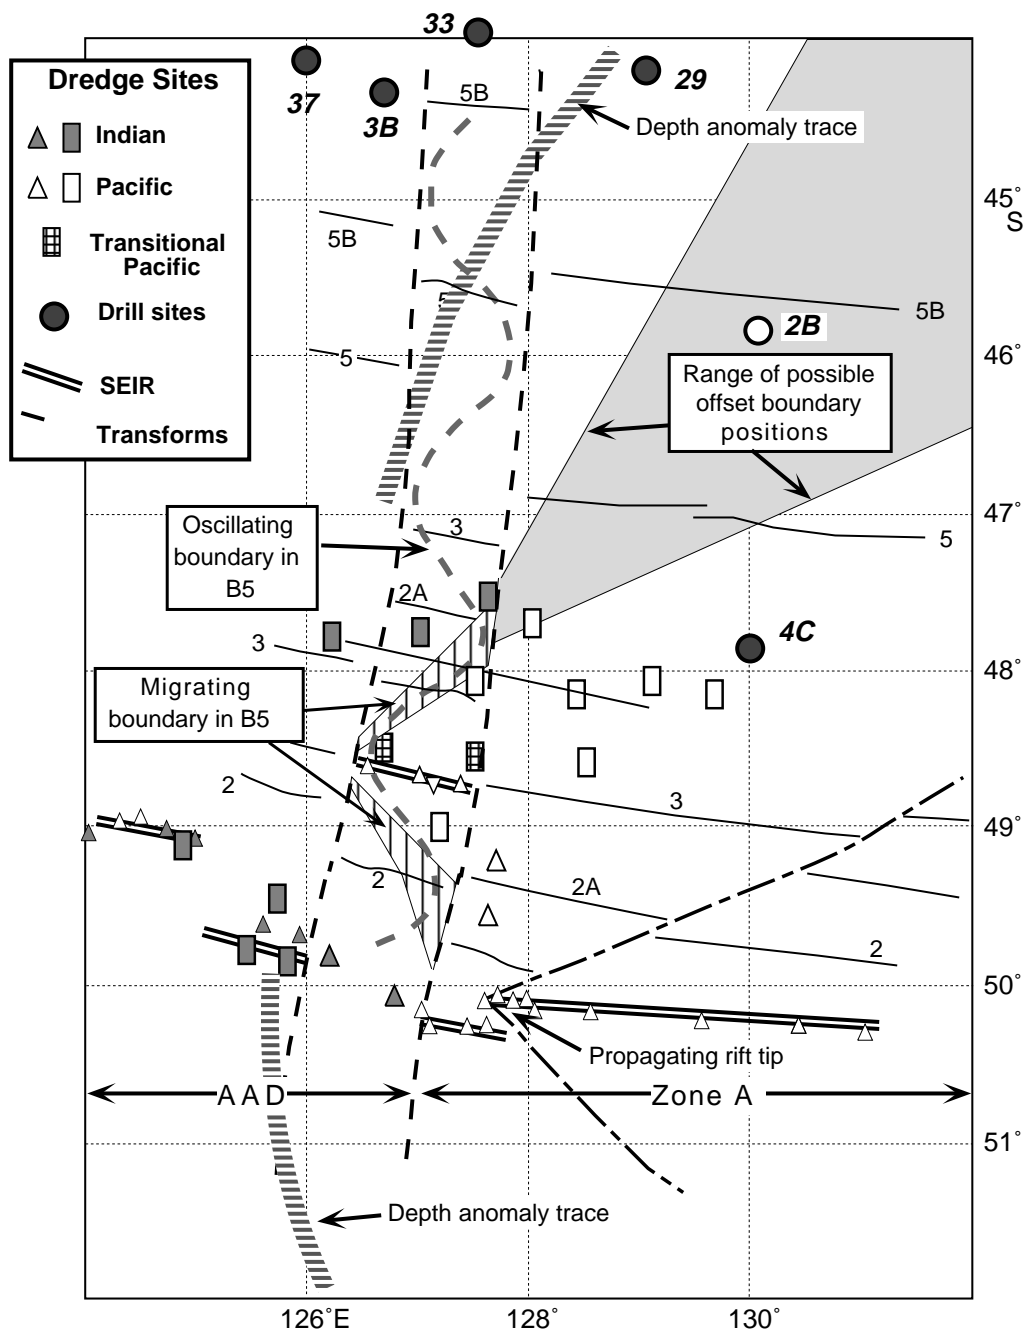 33
37
3B
29
5B
Depth anomaly trace
Dredge Sites
Indian
Pacific
Transitional
Pacific
Drill sites
SEIR
Transforms
45°
S
5B
5B
5
2B
46°
5
Range of possible
offset boundary
positions
47°
5
3
Oscillating
boundary in
B5
2A
3
4C
48°
Migrating
boundary in B5
2
3
49°
2
2A
2
50°
Propagating rift tip
AAD
Zone A
51°
Depth anomaly trace
126°E
128°
130°